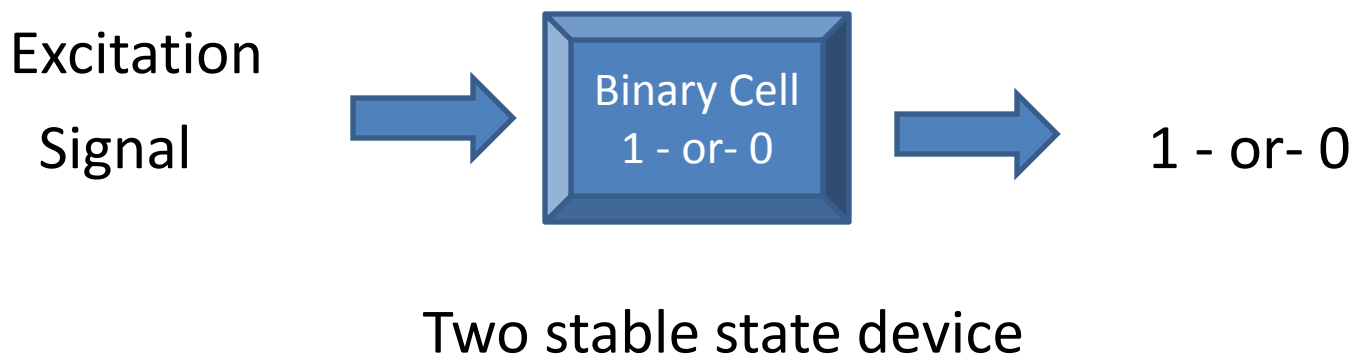 Excitation
Signal
Binary Cell
1 - or- 0
1 - or- 0
Two stable state device